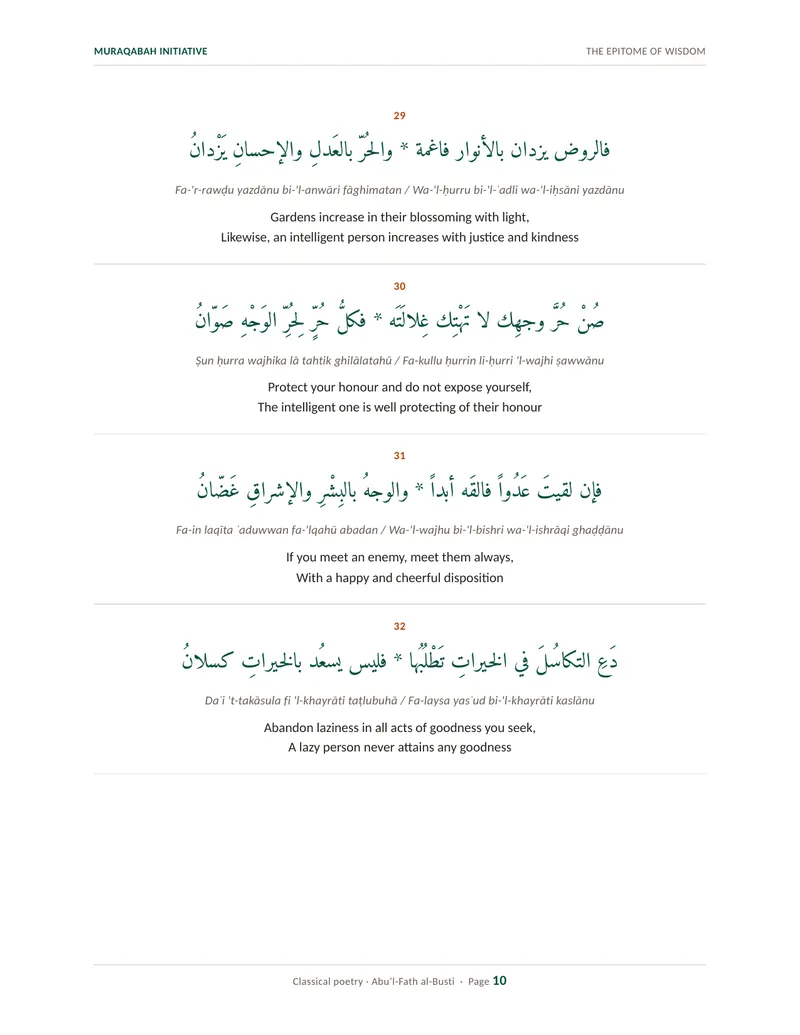 MURAQABAH INITIATIVE
THE EPITOME OF WISDOM
29
فالروض يزدان بالأنوار فاغمة * والحُرّ بالعَدلِ والإحسانِ يَزْدانُ
Fa-'r-rawḍu yazdānu bi-'l-anwāri fāghimatan / Wa-'l-ḥurru bi-'l-ʿadli wa-'l-iḥsāni yazdānu
Gardens increase in their blossoming with light,
Likewise, an intelligent person increases with justice and kindness
30
صُنْ حُرَّ وجهِك لا تَهْتِك غِلالَتَه * فكلُّ حُرٍّ لِحُرِّ الوَجْهِ صَوّانُ
Ṣun ḥurra wajhika lā tahtik ghilālatahū / Fa-kullu ḥurrin li-ḥurri 'l-wajhi ṣawwānu
Protect your honour and do not expose yourself,
The intelligent one is well protecting of their honour
31
فإن لقيتَ عَدُواً فالقَه أبداً * والوجهُ بالبِشْرِ والإشراقِ غَضّانُ
Fa-in laqīta ʿaduwwan fa-'lqahū abadan / Wa-'l-wajhu bi-'l-bishri wa-'l-ishrāqi ghaḍḍānu
If you meet an enemy, meet them always,
With a happy and cheerful disposition
32
دَعِ التكاسُلَ في الخيراتِ تَطْلُبُها * فليس يسعُد بالخيراتِ كسلانُ
Daʿi 't-takāsula fi 'l-khayrāti taṭlubuhā / Fa-laysa yasʿud bi-'l-khayrāti kaslānu
Abandon laziness in all acts of goodness you seek,
A lazy person never attains any goodness
Classical poetry · Abu'l-Fath al-Busti · Page 10